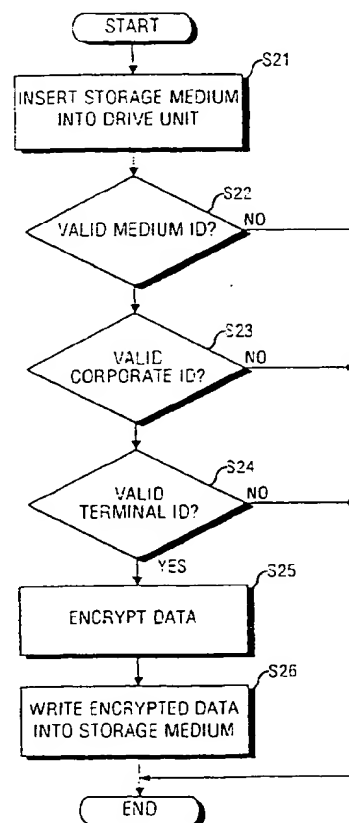 START
S21
INSERT STORAGE MEDIUM
INTO DRIVE UNIT
S22
VALID MEDIUM ID?
NO
S23
VALID
CORPORATE ID?
NO
S24
VALID
TERMINAL ID?
NO
YES
S25
ENCRYPT DATA
S26
WRITE ENCRYPTED DATA
INTO STORAGE MEDIUM
END